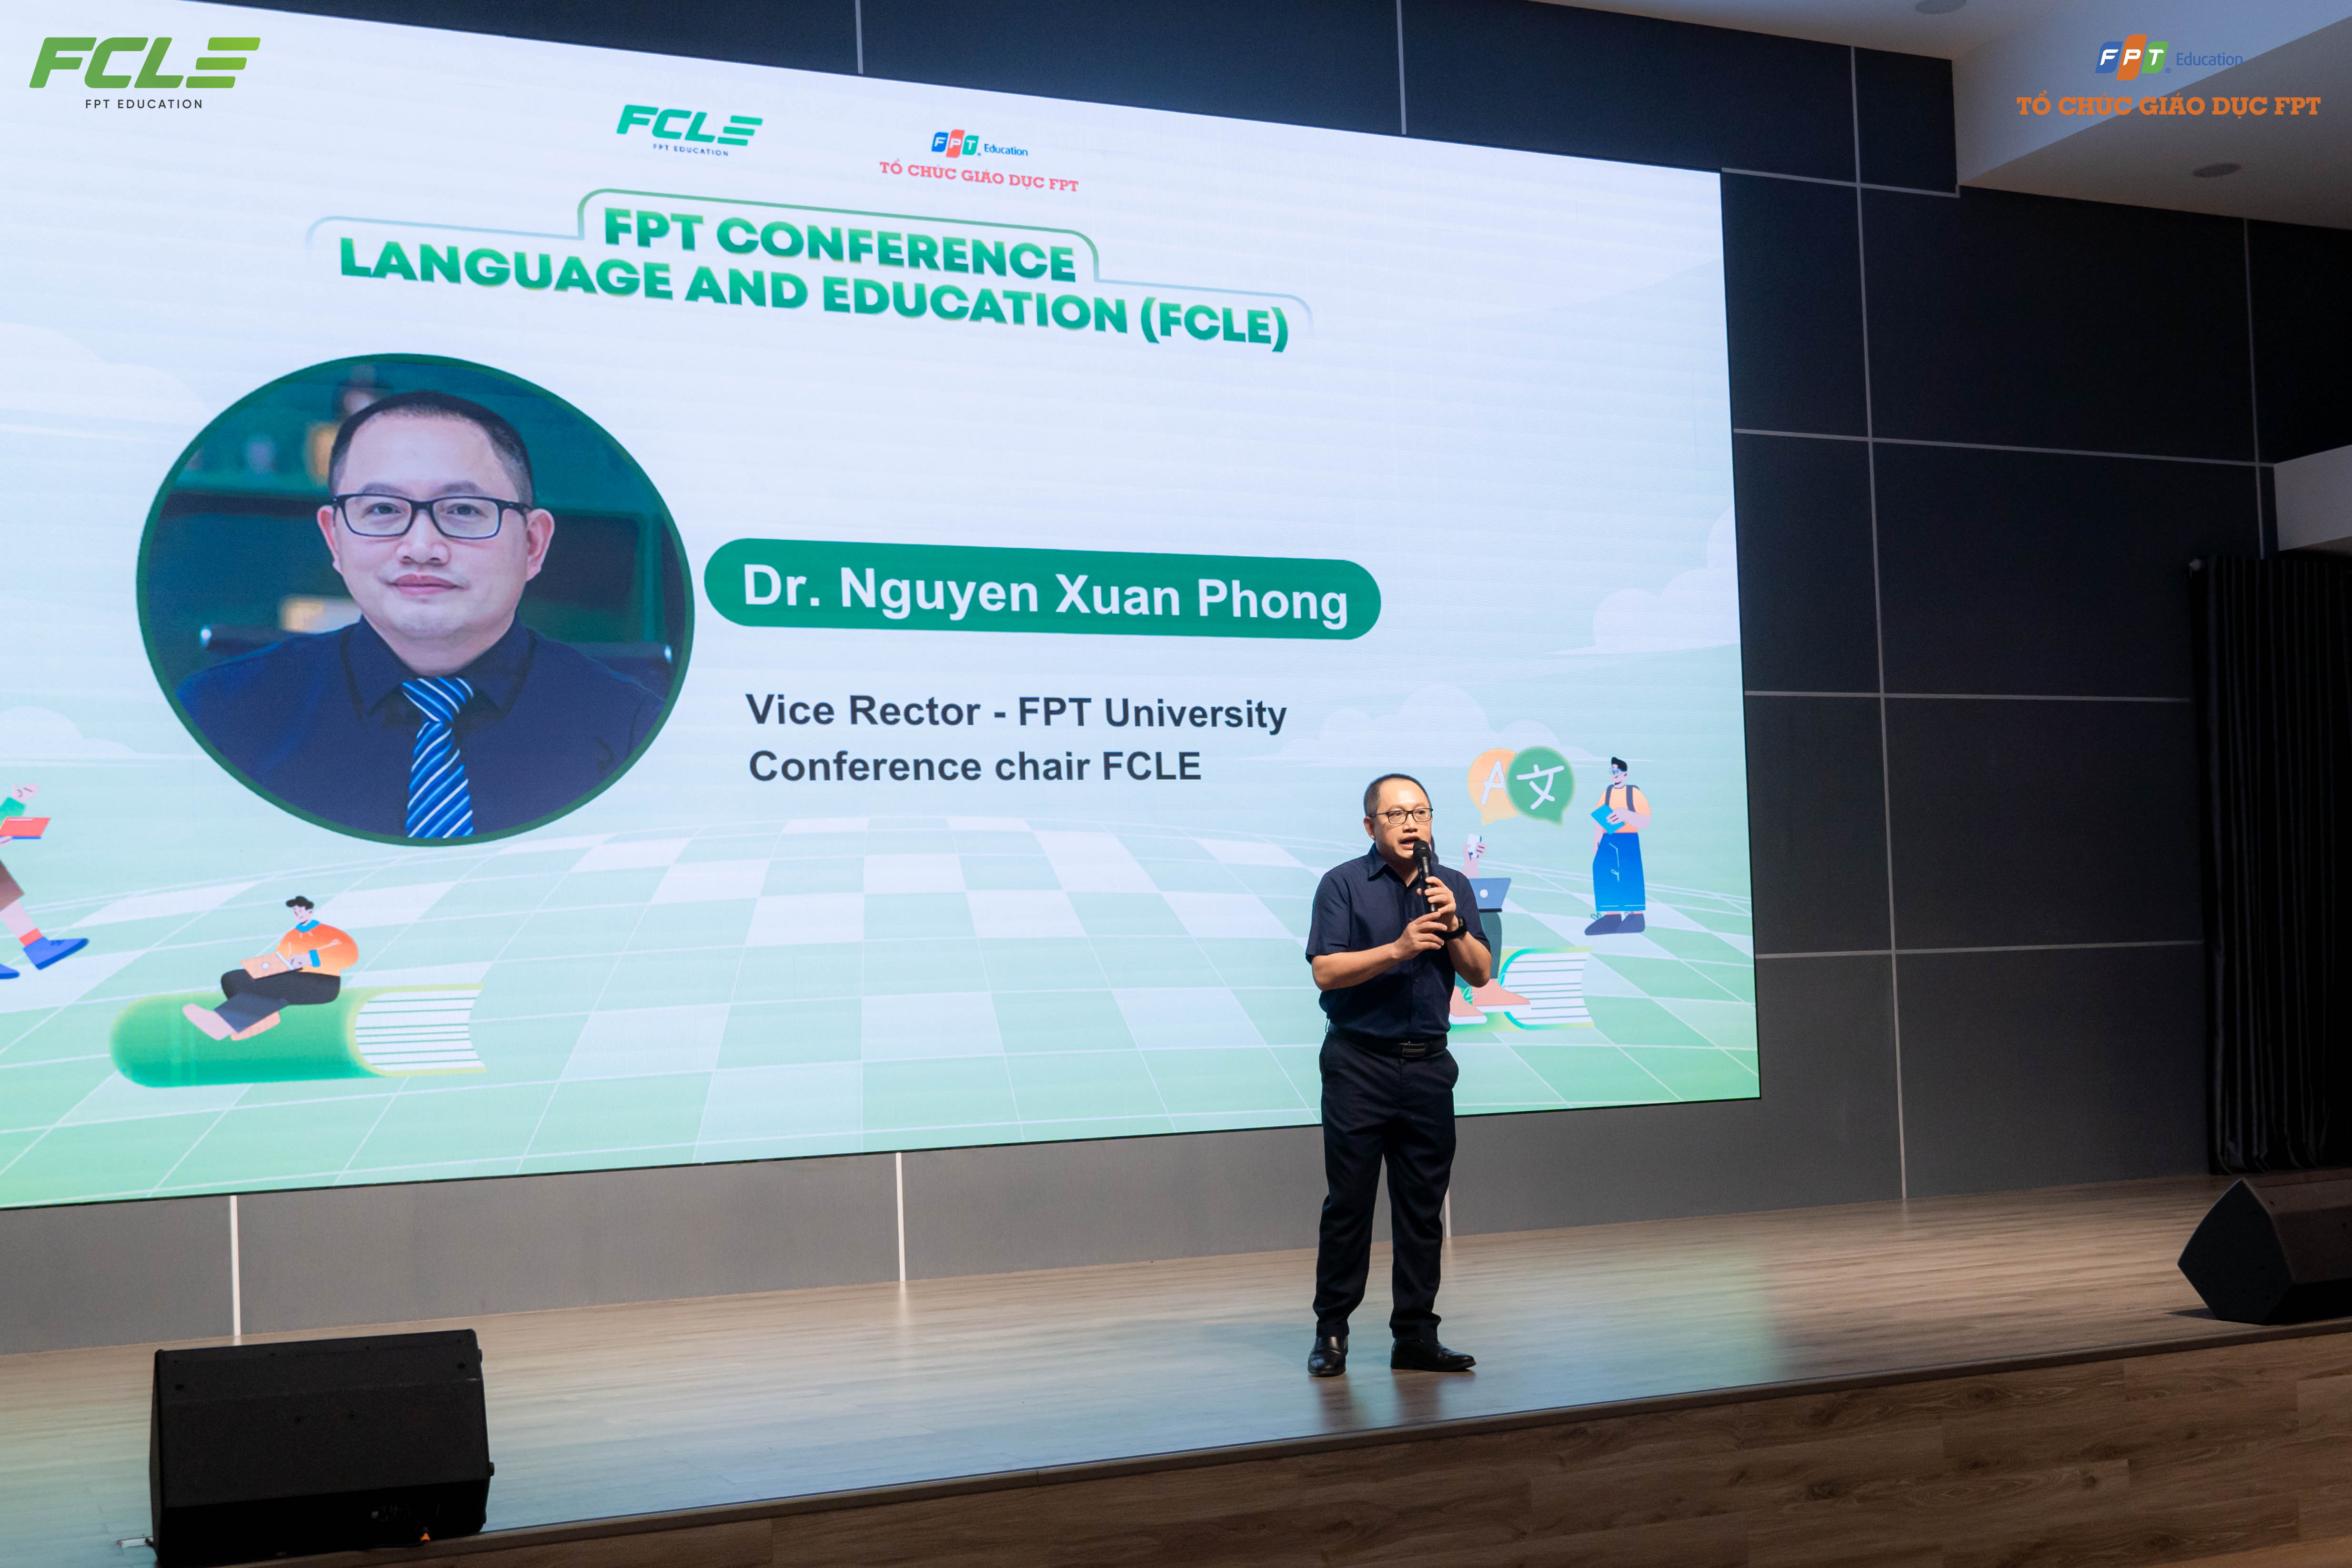 FCLE
FPT EDUCATION
FPT Education
TỔ CHỨC GIÁO DỤC FPT
FCLE
FPT EDUCATION
FPT Education
TỔ CHỨC GIÁO DỤC FPT
FPT CONFERENCE
LANGUAGE AND EDUCATION (FCLE)
Dr. Nguyen Xuan Phong
Vice Rector - FPT University
Conference chair FCLE
A 文